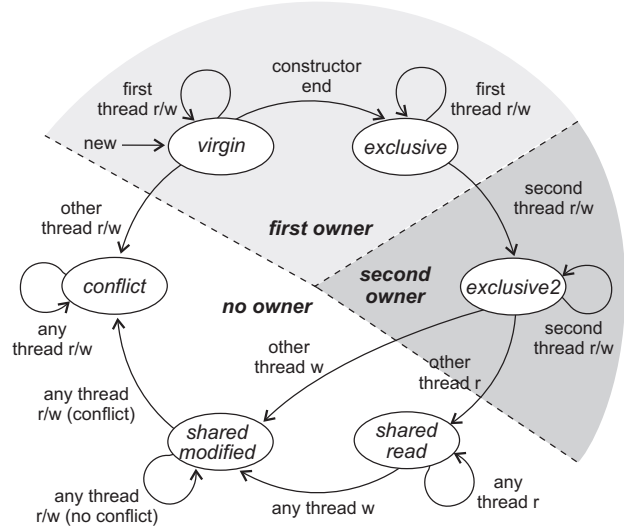 constructor
end
first
thread r/w
first
thread r/w
new
virgin
exclusive
second
thread r/w
other
thread r/w
first owner
second
owner
conflict
exclusive2
no owner
any
thread r/w
second
thread r/w
other
thread w
other
thread r
any thread
r/w (conflict)
shared
modified
shared
read
any thread
r/w (no conflict)
any thread w
any
thread r